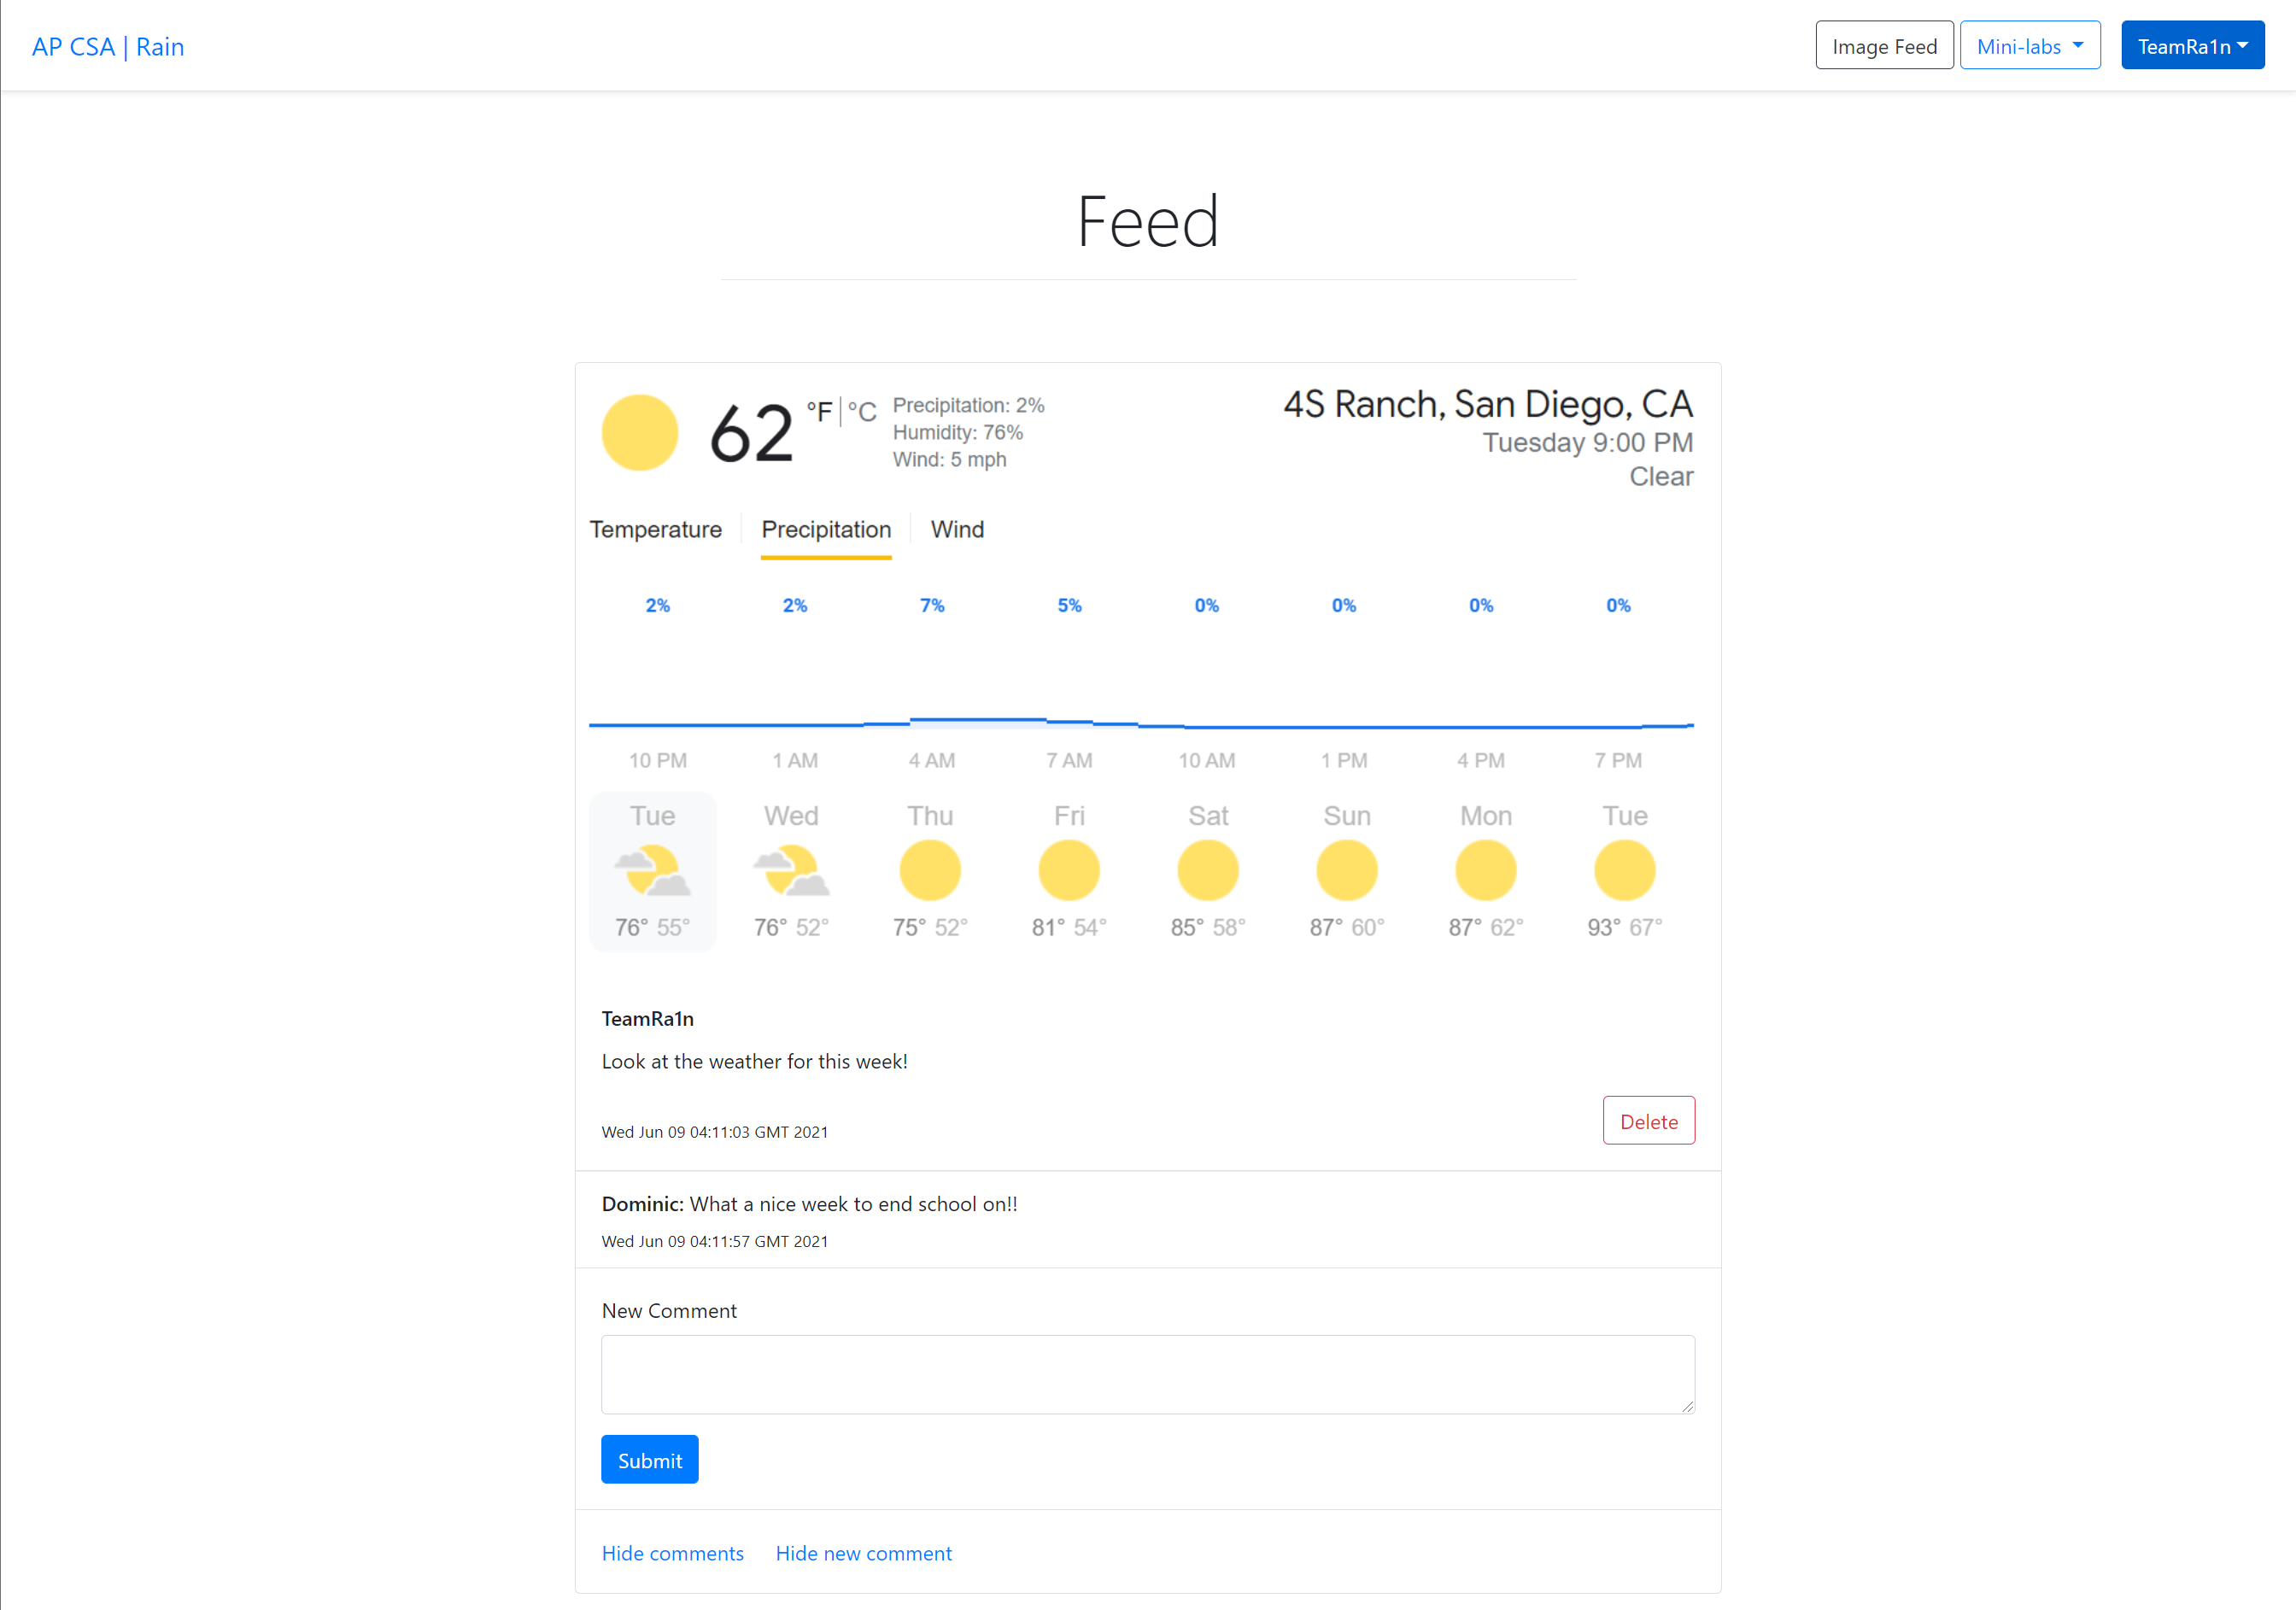 AP CSA | Rain
Image Feed
Mini-labs
TeamRa1n
Feed
62 °F | °C
Precipitation: 2%
Humidity: 76%
Wind: 5 mph
4S Ranch, San Diego, CA
Tuesday 9:00 PM
Clear
Temperature Precipitation Wind
2% 2% 7% 5% 0% 0% 0% 0%
10 PM 1 AM 4 AM 7 AM 10 AM 1 PM 4 PM 7 PM
Tue Wed Thu Fri Sat Sun Mon Tue
76° 55° 76° 52° 75° 52° 81° 54° 85° 58° 87° 60° 87° 62° 93° 67°
TeamRa1n
Look at the weather for this week!
Wed Jun 09 04:11:03 GMT 2021
Delete
Dominic: What a nice week to end school on!!
Wed Jun 09 04:11:57 GMT 2021
New Comment
Submit
Hide comments Hide new comment